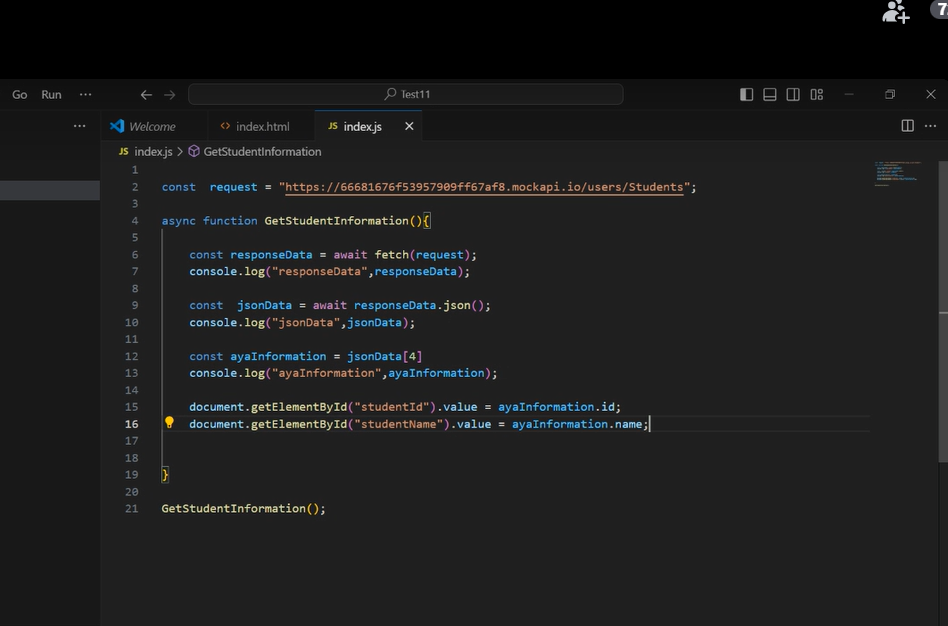 7
Go Run ···
Test11
Welcome index.html JS index.js
JS index.js > GetStudentInformation
1
2 const  request = "https://66681676f53957909ff67af8.mockapi.io/users/Students";
3
4 async function GetStudentInformation(){
5
6 const responseData = await fetch(request);
7 console.log("responseData",responseData);
8
9 const  jsonData = await responseData.json();
10 console.log("jsonData",jsonData);
11
12 const ayaInformation = jsonData[4]
13 console.log("ayaInformation",ayaInformation);
14
15 document.getElementById("studentId").value = ayaInformation.id;
16 document.getElementById("studentName").value = ayaInformation.name;
17
18
19 }
20
21 GetStudentInformation();